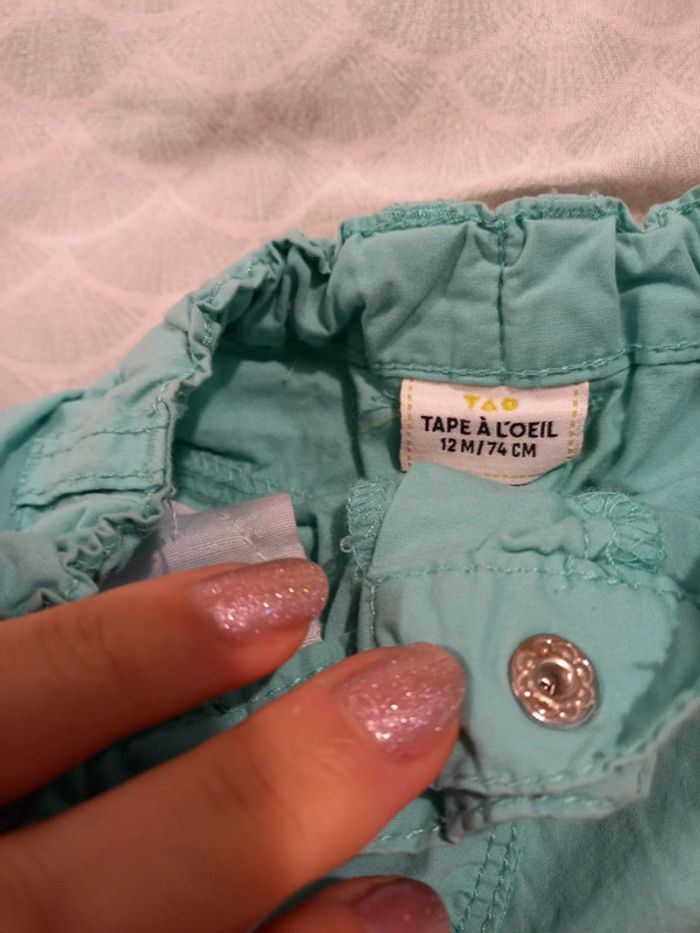 TAO
TAPE À L'OEIL
12 M/74 CM